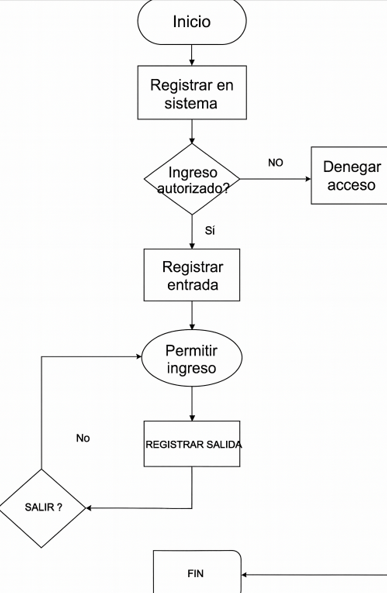 Inicio
Registrar en
sistema
Ingreso
autorizado?
NO
Denegar
acceso
Si
Registrar
entrada
Permitir
ingreso
No
REGISTRAR SALIDA
SALIR ?
FIN